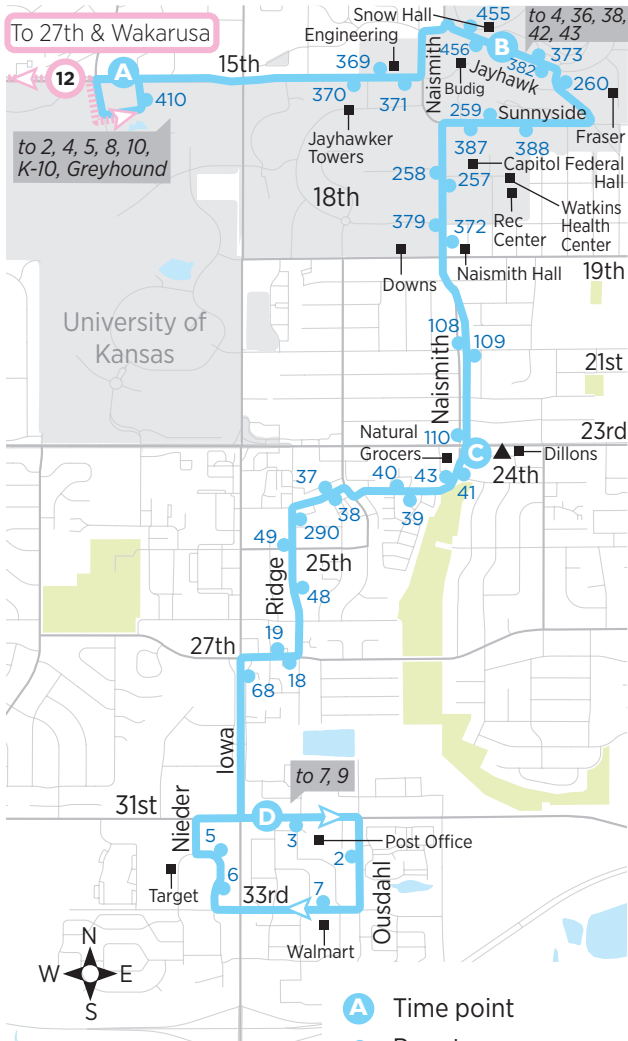 Snow Hall
455
to 4, 36, 38,
42, 43
To 27th & Wakarusa
Engineering
456
B
373
12
A
15th
369
Naismith
Jayhawk
382
Budig
260
410
370
371
259
Sunnyside
Fraser
to 2, 4, 5, 8, 10,
K-10, Greyhound
Jayhawker
Towers
387
388
Capitol Federal
Hall
258
257
18th
Watkins
Health
Center
Rec
Center
379
372
Downs
Naismith Hall
19th
University of
Kansas
108
109
Naismith
21st
Natural
Grocers
110
23rd
C
Dillons
24th
37
40
43
41
38
39
290
49
25th
Ridge
48
19
27th
18
68
Iowa
to 7, 9
31st
Nieder
D
5
3
Post Office
2
6
Target
33rd
7
Ousdahl
Walmart
N
W
E
S
A
Time point